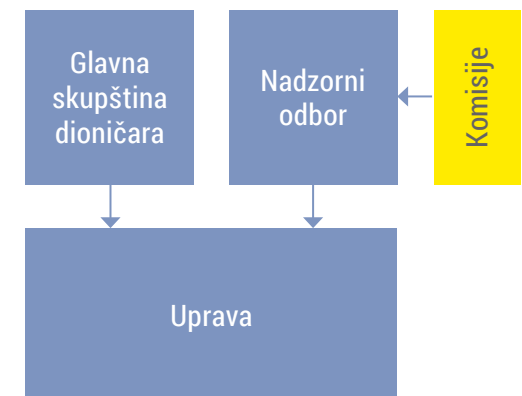 Glavna
skupština
dioničara
Nadzorni
odbor
Komisije
Uprava